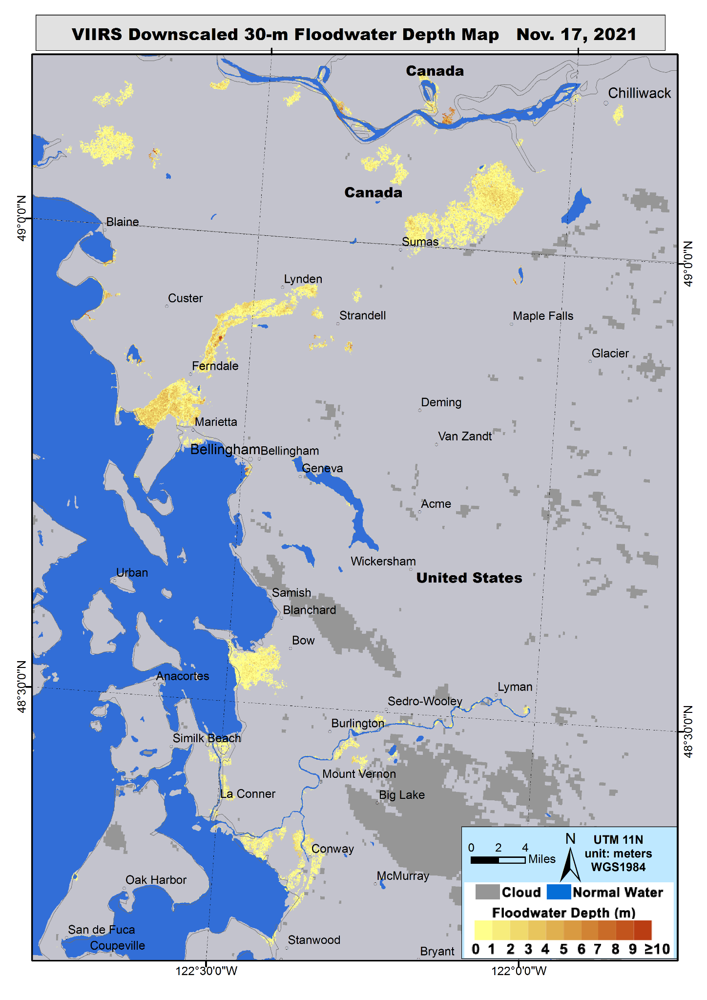 VIIRS Downscaled 30-m Floodwater Depth Map Nov. 17, 2021
Canada
Chilliwack
Canada
49°0'0"N
Blaine
Sumas
49°0'0"N
Lynden
Custer
Strandell
Maple Falls
Glacier
Ferndale
Deming
Marietta
Van Zandt
Bellingham
Bellingham
Geneva
Acme
Wickersham
Urban
United States
Samish
Blanchard
Bow
48°30'0"N
Anacortes
Lyman
Sedro-Wooley
Burlington
48°30'0"N
Similk Beach
Mount Vernon
La Conner
Big Lake
Conway
McMurray
Oak Harbor
San de Fuca
Coupeville
Stanwood
Bryant
0 2 4
Miles
N
UTM 11N
unit: meters
WGS1984
Cloud
Normal Water
Floodwater Depth (m)
0 1 2 3 4 5 6 7 8 9 ≥10
122°30'0"W
122°0'0"W